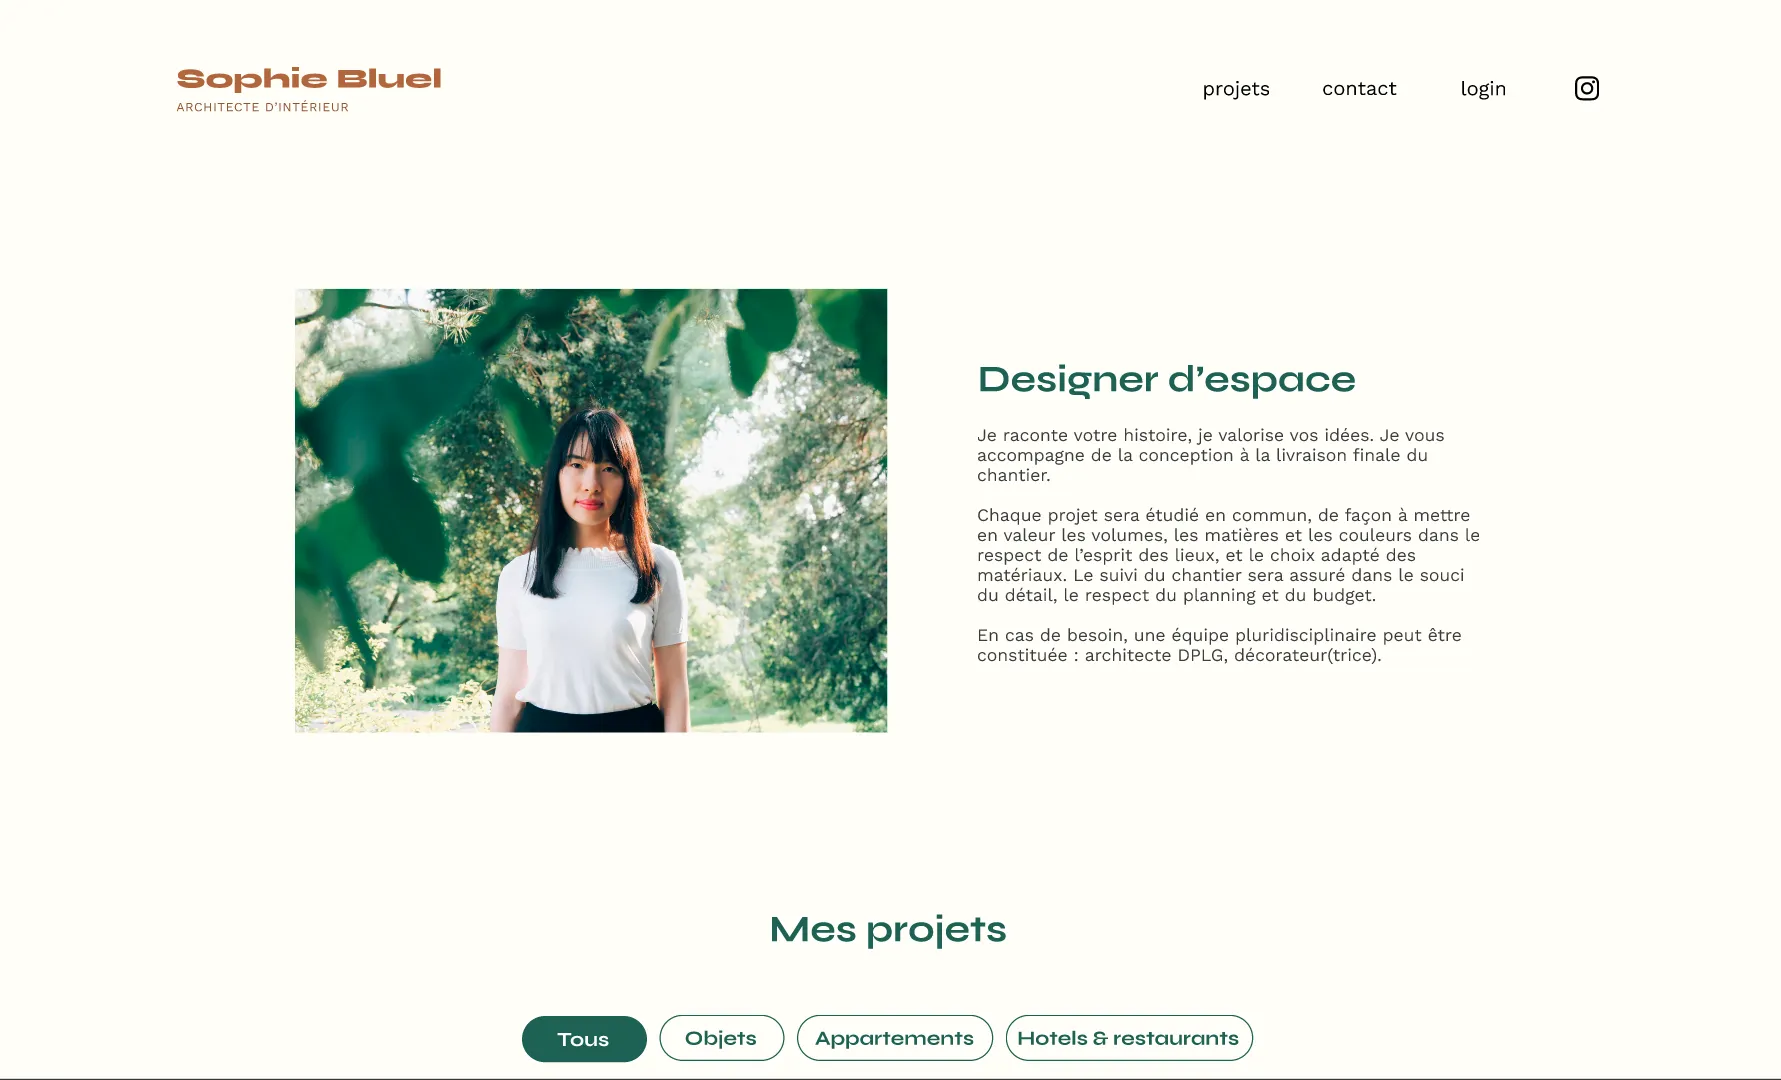 Sophie Bluel
ARCHITECTE D’INTÉRIEUR
projets contact login
Designer d’espace
Je raconte votre histoire, je valorise vos idées. Je vous
accompagne de la conception à la livraison finale du
chantier.
Chaque projet sera étudié en commun, de façon à mettre
en valeur les volumes, les matières et les couleurs dans le
respect de l’esprit des lieux, et le choix adapté des
matériaux. Le suivi du chantier sera assuré dans le souci
du détail, le respect du planning et du budget.
En cas de besoin, une équipe pluridisciplinaire peut être
constituée : architecte DPLG, décorateur(trice).
Mes projets
Tous Objets Appartements Hotels & restaurants